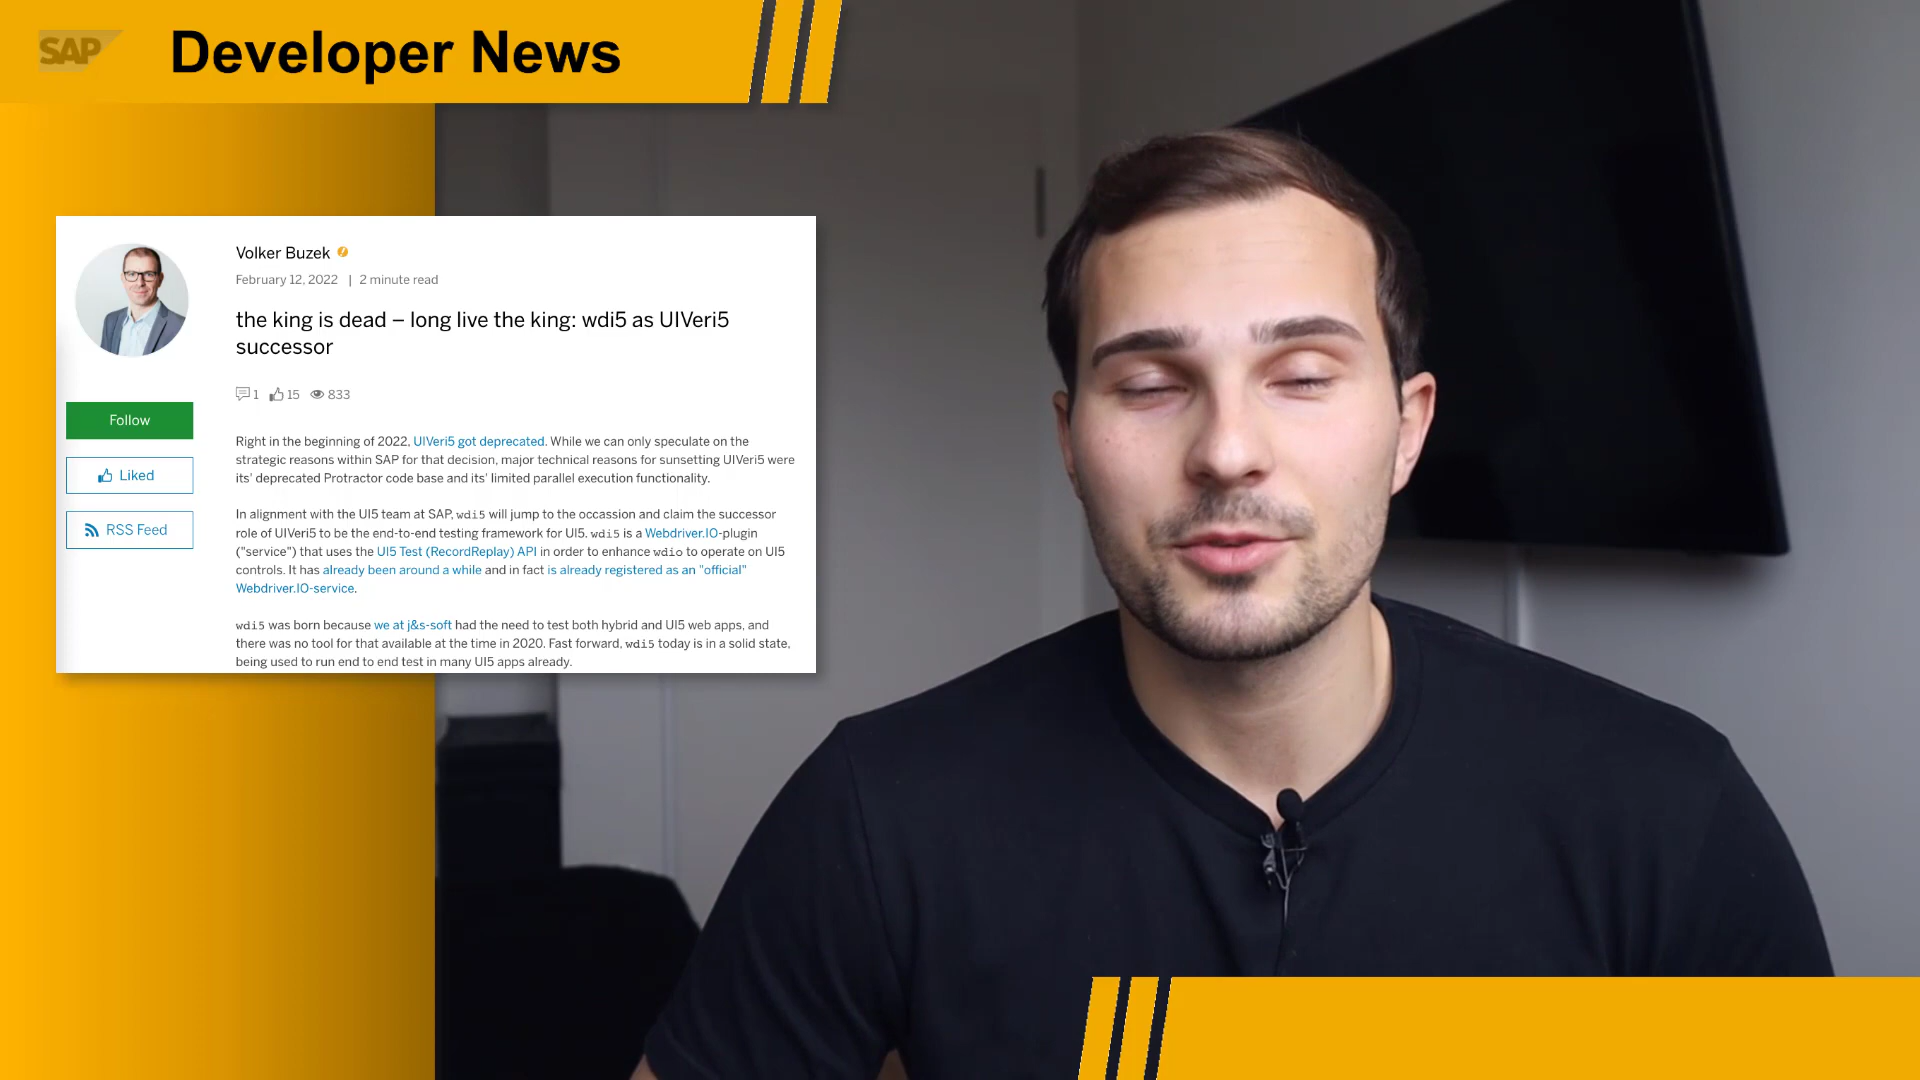 SAP Developer News
Volker Buzek
February 12, 2022 | 2 minute read
the king is dead – long live the king: wdi5 as UIVeri5
successor
1 15 833
Follow
Liked
RSS Feed
Right in the beginning of 2022, UIVeri5 got deprecated. While we can only speculate on the
strategic reasons within SAP for that decision, major technical reasons for sunsetting UIVeri5 were
its' deprecated Protractor code base and its' limited parallel execution functionality.
In alignment with the UI5 team at SAP, wdi5 will jump to the occassion and claim the successor
role of UIVeri5 to be the end-to-end testing framework for UI5. wdi5 is a Webdriver.IO-plugin
("service") that uses the UI5 Test (RecordReplay) API in order to enhance wdio to operate on UI5
controls. It has already been around a while and in fact is already registered as an "official"
Webdriver.IO-service.
wdi5 was born because we at j&s-soft had the need to test both hybrid and UI5 web apps, and
there was no tool for that available at the time in 2020. Fast forward, wdi5 today is in a solid state,
being used to run end to end test in many UI5 apps already.